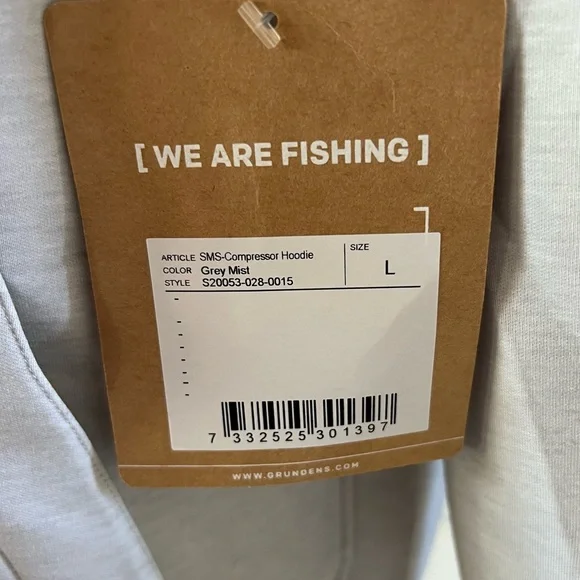 [ WE ARE FISHING ]
ARTICLE SMS-Compressor Hoodie
COLOR Grey Mist
STYLE S20053-028-0015
SIZE
L
-
-
-
-
-
-
-
7 332525 301397
WWW.GRUNDENS.COM